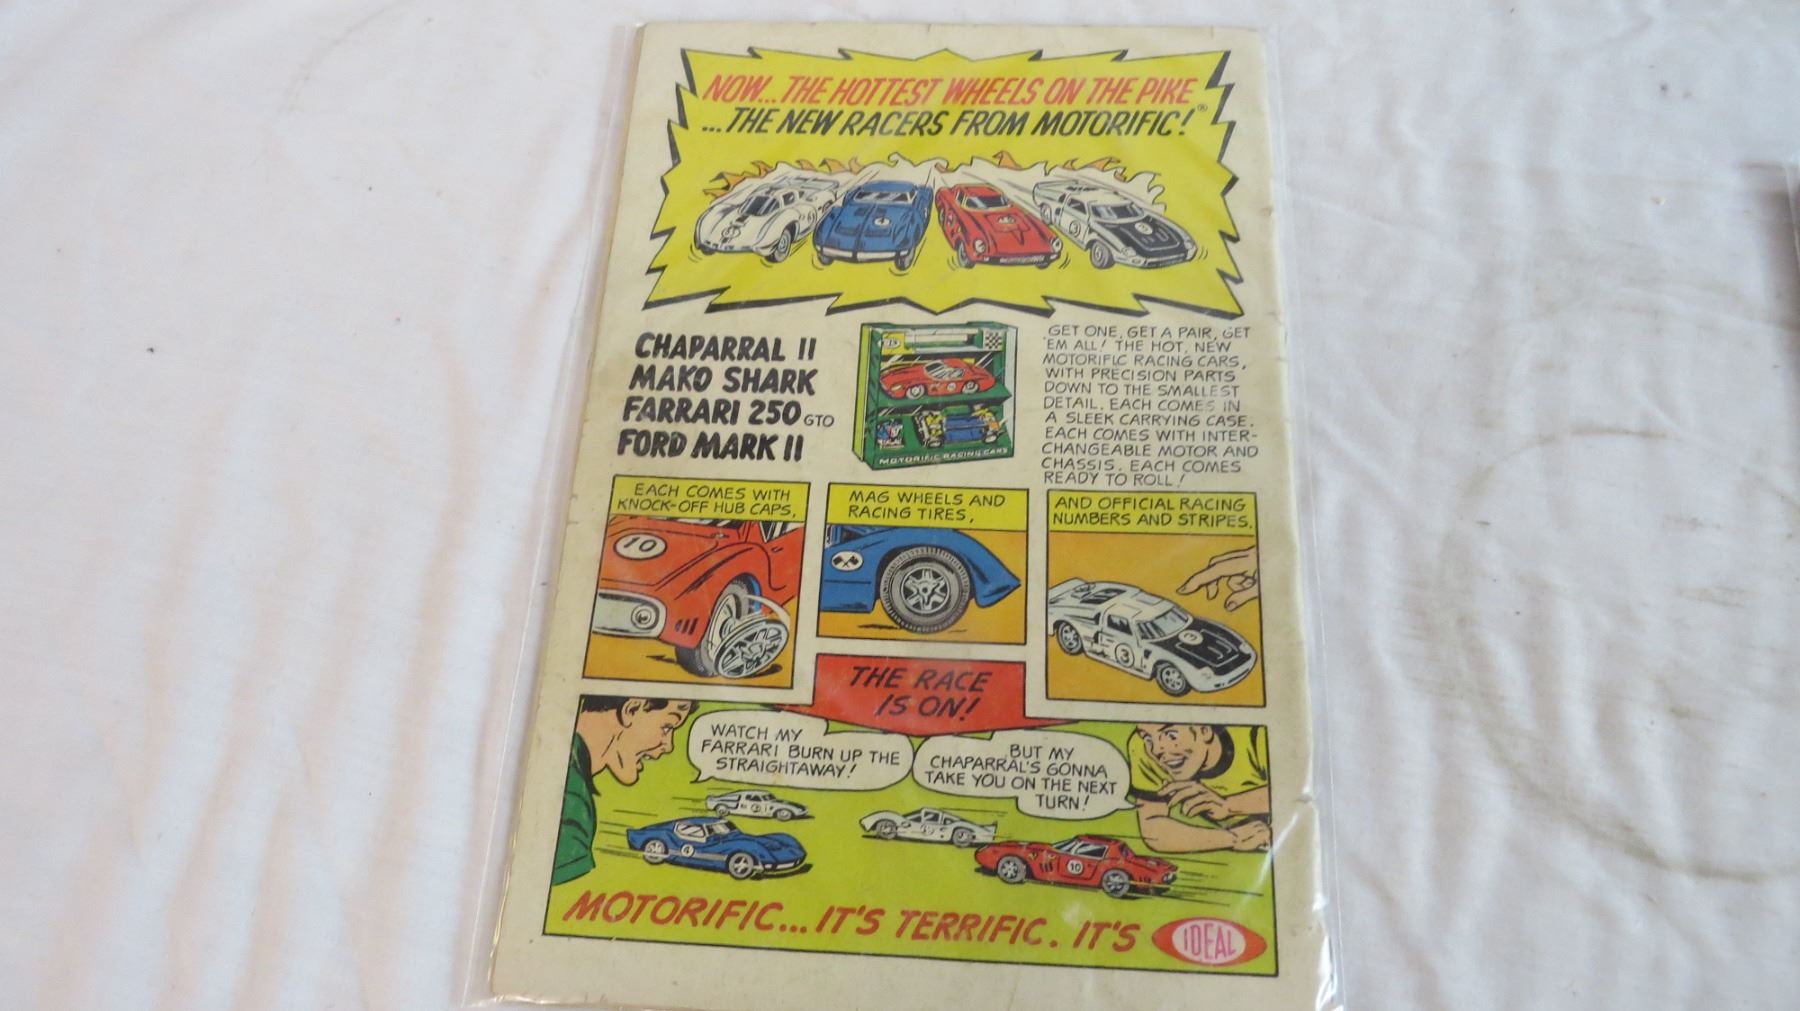 NOW...THE HOTTEST WHEELS ON THE PIKE
...THE NEW RACERS FROM MOTORIFIC!®
CHAPARRAL II
MAKO SHARK
FARRARI 250 GTO
FORD MARK II
MOTORIFIC RACING CARS
GET ONE, GET A PAIR, GET
'EM ALL! THE HOT, NEW
MOTORIFIC RACING CARS,
WITH PRECISION PARTS
DOWN TO THE SMALLEST
DETAIL. EACH COMES IN
A SLEEK CARRYING CASE.
EACH COMES WITH INTER-
CHANGEABLE MOTOR AND
CHASSIS. EACH COMES
READY TO ROLL!
EACH COMES WITH
KNOCK-OFF HUB CAPS,
10
MAG WHEELS AND
RACING TIRES,
AND OFFICIAL RACING
NUMBERS AND STRIPES.
3
3
THE RACE
IS ON!
WATCH MY
FARRARI BURN UP THE
STRAIGHTAWAY!
BUT MY
CHAPARRAL'S GONNA
TAKE YOU ON THE NEXT
TURN!
4
10
MOTORIFIC...IT'S TERRIFIC. IT'S IDEAL